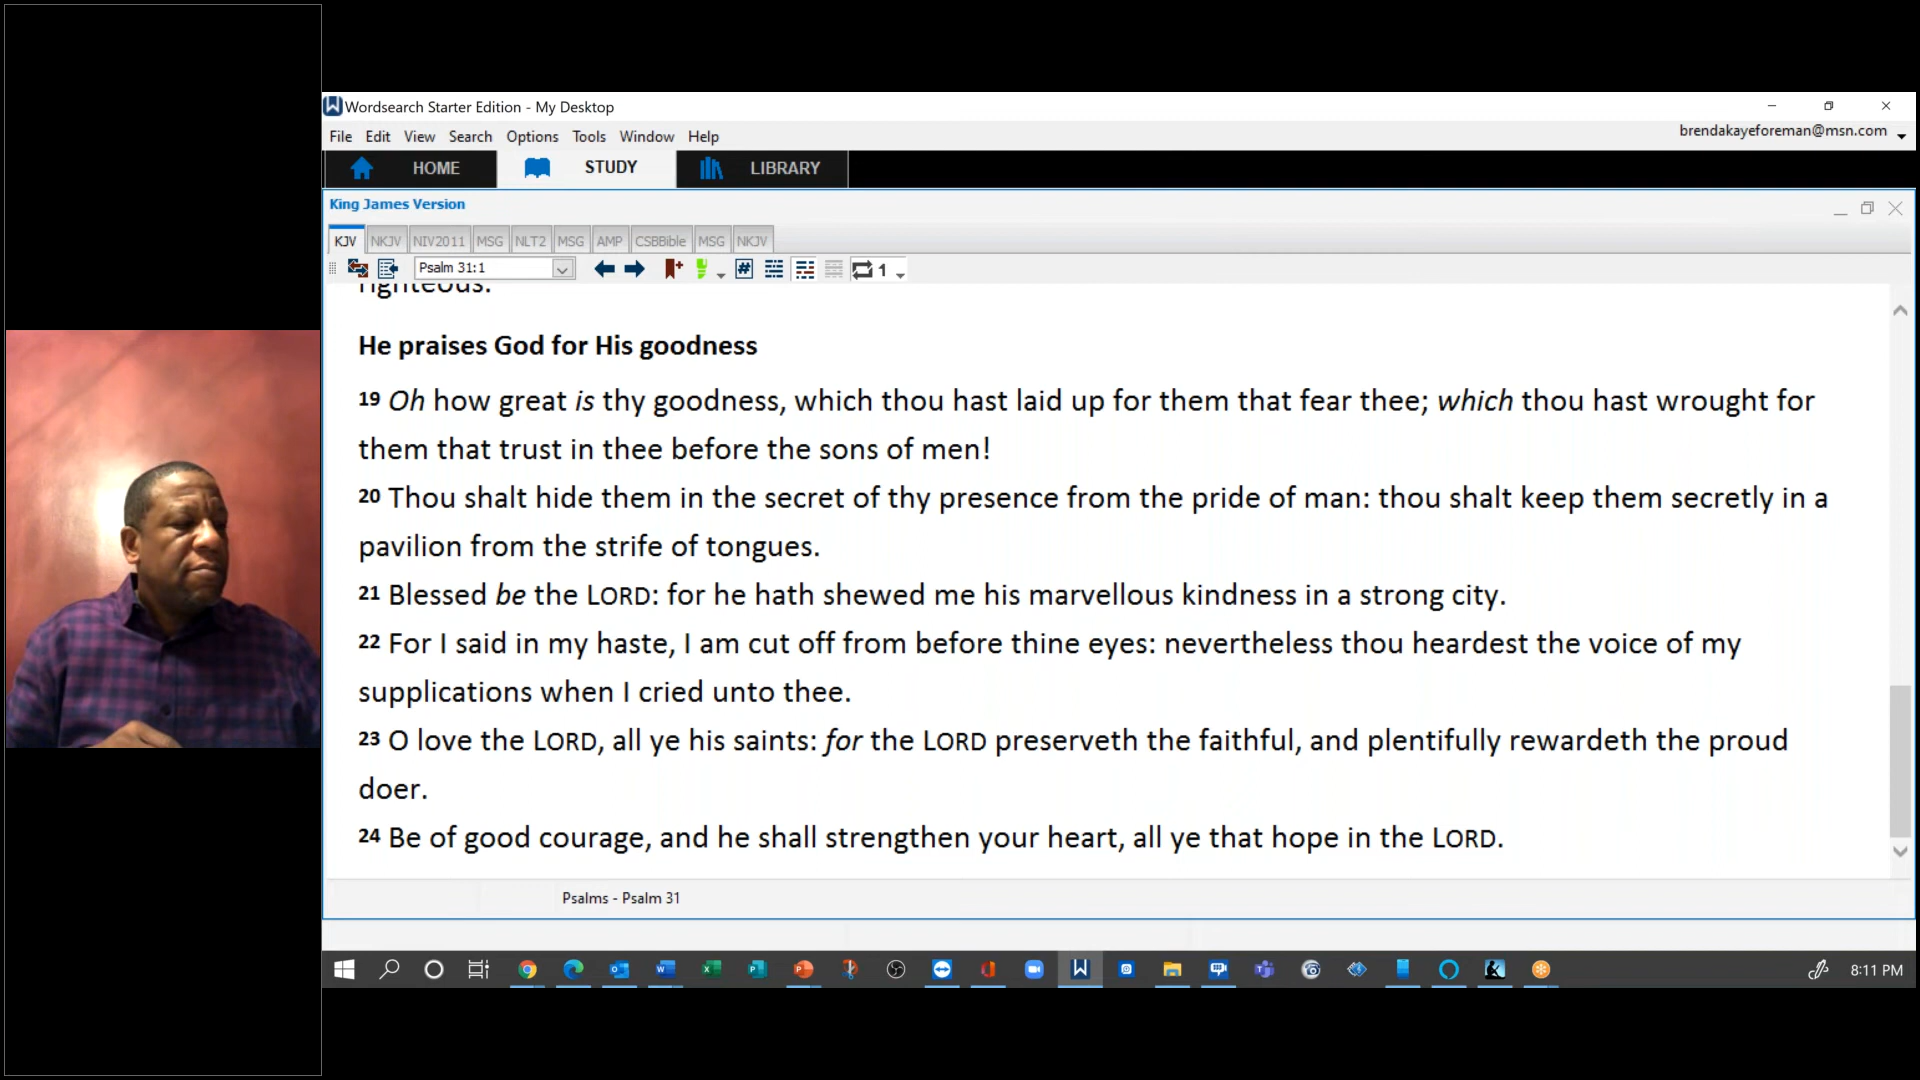 Wordsearch Starter Edition - My Desktop
File Edit View Search Options Tools Window Help
brendakayeforeman@msn.com
HOME STUDY LIBRARY
King James Version
KJV NKJV NIV2011 MSG NLT2 MSG AMP CSBBible MSG NKJV
Psalm 31:1
1
righteous.
He praises God for His goodness
19 Oh how great is thy goodness, which thou hast laid up for them that fear thee; which thou hast wrought for
them that trust in thee before the sons of men!
20 Thou shalt hide them in the secret of thy presence from the pride of man: thou shalt keep them secretly in a
pavilion from the strife of tongues.
21 Blessed be the LORD: for he hath shewed me his marvellous kindness in a strong city.
22 For I said in my haste, I am cut off from before thine eyes: nevertheless thou heardest the voice of my
supplications when I cried unto thee.
23 O love the LORD, all ye his saints: for the LORD preserveth the faithful, and plentifully rewardeth the proud
doer.
24 Be of good courage, and he shall strengthen your heart, all ye that hope in the LORD.
Psalms - Psalm 31
8:11 PM